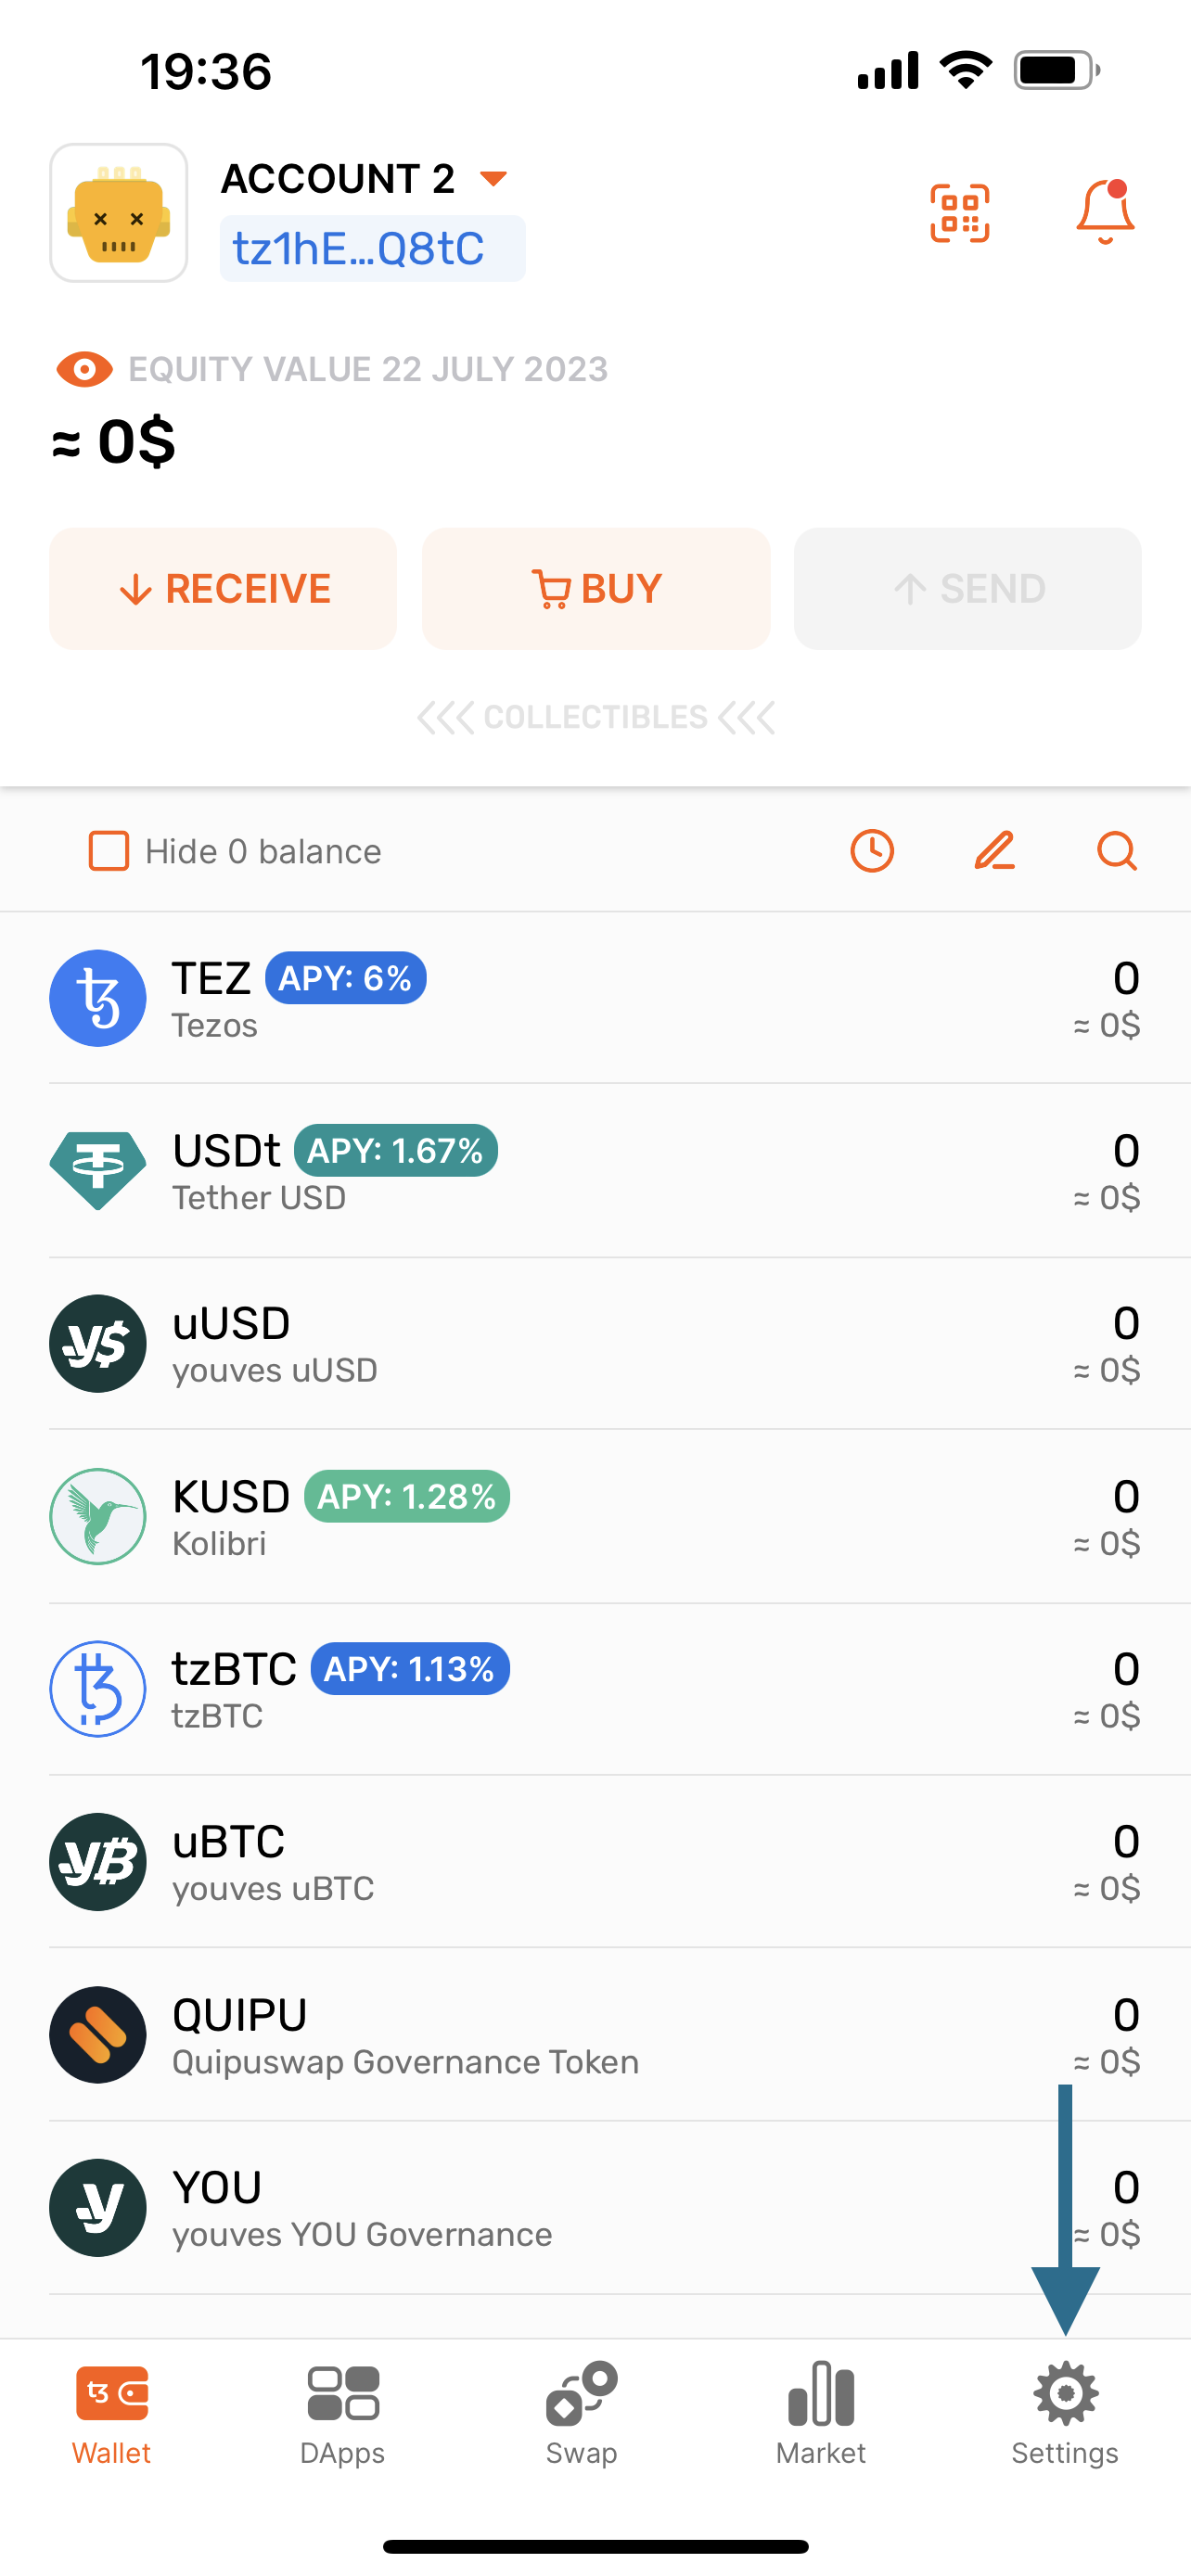 19:36
ACCOUNT 2
tz1hE...Q8tC
EQUITY VALUE 22 JULY 2023
≈ 0$
RECEIVE
BUY
SEND
COLLECTIBLES
Hide 0 balance
TEZ APY: 6% 0
Tezos ≈ 0$
USDt APY: 1.67% 0
Tether USD ≈ 0$
uUSD 0
youves uUSD ≈ 0$
KUSD APY: 1.28% 0
Kolibri ≈ 0$
tzBTC APY: 1.13% 0
tzBTC ≈ 0$
uBTC 0
youves uBTC ≈ 0$
QUIPU 0
Quipuswap Governance Token ≈ 0$
YOU 0
youves YOU Governance ≈ 0$
Wallet
DApps
Swap
Market
Settings